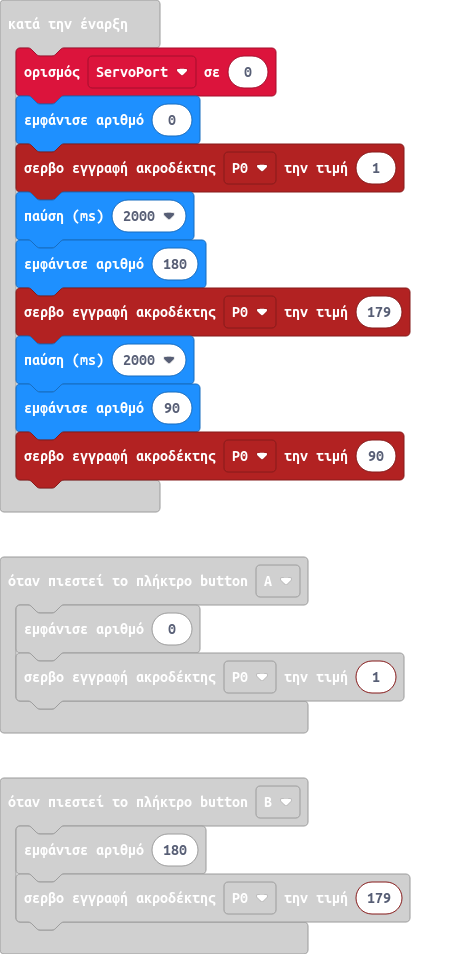 κατά την έναρξη
ορισμός ServoPort σε 0
εμφάνισε αριθμό 0
σερβο εγγραφή ακροδέκτης P0 την τιμή 1
παύση (ms) 2000
εμφάνισε αριθμό 180
σερβο εγγραφή ακροδέκτης P0 την τιμή 179
παύση (ms) 2000
εμφάνισε αριθμό 90
σερβο εγγραφή ακροδέκτης P0 την τιμή 90
όταν πιεστεί το πλήκτρο button A
εμφάνισε αριθμό 0
σερβο εγγραφή ακροδέκτης P0 την τιμή 1
όταν πιεστεί το πλήκτρο button B
εμφάνισε αριθμό 180
σερβο εγγραφή ακροδέκτης P0 την τιμή 179